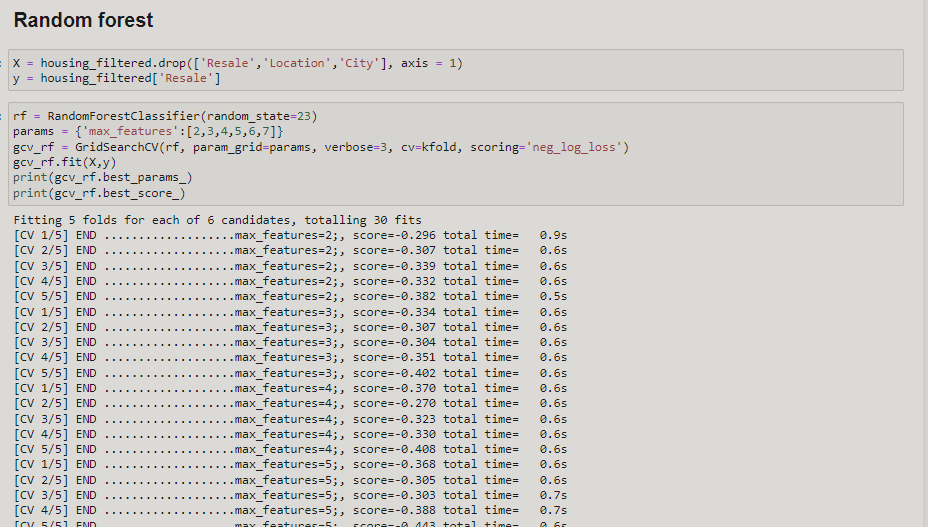 Random forest
X = housing_filtered.drop(['Resale','Location','City'], axis = 1)
y = housing_filtered['Resale']
rf = RandomForestClassifier(random_state=23)
params = {'max_features':[2,3,4,5,6,7]}
gcv_rf = GridSearchCV(rf, param_grid=params, verbose=3, cv=kfold, scoring='neg_log_loss')
gcv_rf.fit(X,y)
print(gcv_rf.best_params_)
print(gcv_rf.best_score_)
Fitting 5 folds for each of 6 candidates, totalling 30 fits
[CV 1/5] END ...................max_features=2;, score=-0.296 total time=   0.9s
[CV 2/5] END ...................max_features=2;, score=-0.307 total time=   0.6s
[CV 3/5] END ...................max_features=2;, score=-0.339 total time=   0.6s
[CV 4/5] END ...................max_features=2;, score=-0.332 total time=   0.6s
[CV 5/5] END ...................max_features=2;, score=-0.382 total time=   0.5s
[CV 1/5] END ...................max_features=3;, score=-0.334 total time=   0.6s
[CV 2/5] END ...................max_features=3;, score=-0.307 total time=   0.6s
[CV 3/5] END ...................max_features=3;, score=-0.304 total time=   0.6s
[CV 4/5] END ...................max_features=3;, score=-0.351 total time=   0.6s
[CV 5/5] END ...................max_features=3;, score=-0.402 total time=   0.6s
[CV 1/5] END ...................max_features=4;, score=-0.370 total time=   0.6s
[CV 2/5] END ...................max_features=4;, score=-0.270 total time=   0.6s
[CV 3/5] END ...................max_features=4;, score=-0.323 total time=   0.6s
[CV 4/5] END ...................max_features=4;, score=-0.330 total time=   0.6s
[CV 5/5] END ...................max_features=4;, score=-0.408 total time=   0.6s
[CV 1/5] END ...................max_features=5;, score=-0.368 total time=   0.6s
[CV 2/5] END ...................max_features=5;, score=-0.305 total time=   0.6s
[CV 3/5] END ...................max_features=5;, score=-0.303 total time=   0.7s
[CV 4/5] END ...................max_features=5;, score=-0.388 total time=   0.7s
[CV 5/5] END ...................max_features=5;, score=-0.443 total time=   0.6s